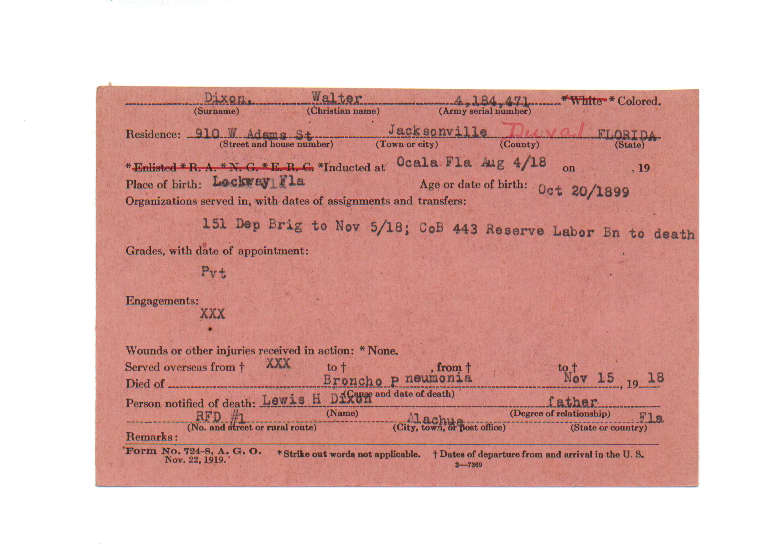 Dixon, Walter 4,184,471 * White * Colored.
(Surname) (Christian name) (Army serial number)
Residence: 910 W Adams St Jacksonville Duval FLORIDA
(Street and house number) (Town or city) (County) (State)
* Enlisted * R. A. * N. G. * E. R. C. * Inducted at Ocala Fla Aug 4/18 on , 19
Place of birth: Fla Age or date of birth: Oct 20/1899
Organizations served in, with dates of assignments and transfers:
151 Dep Brig to Nov 5/18; CoB 443 Reserve Labor Bn to death
Grades, with date of appointment:
Pvt
Engagements:
XXX
Wounds or other injuries received in action: * None.
Served overseas from † XXX to † , from † to †
Died of Broncho Pneumonia Nov 15, 19 18
(Cause and date of death)
Person notified of death: Lewis H Dixon father
(Name) (Degree of relationship)
RFD #1 Alachua Fla
(No. and street or rural route) (City, town, or post office) (State or country)
Remarks:
Form No. 724-8, A. G. O. * Strike out words not applicable. † Dates of departure from and arrival in the U. S.
Nov. 22, 1919. 3—7369